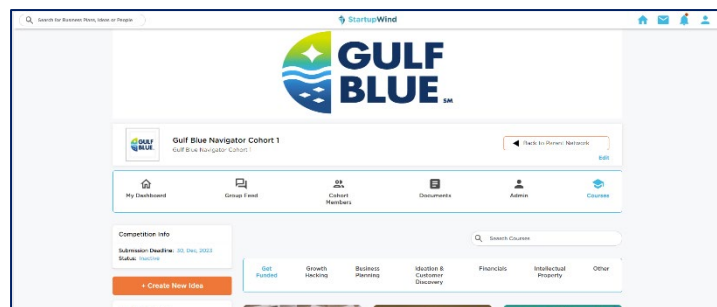 Search for Business Plans, Ideas or People
StartupWind
GULF
BLUE SM
GULF
BLUE
Gulf Blue Navigator Cohort 1
Gulf Blue Navigator Cohort 1
Back to Parent Network
Edit
My Dashboard
Group Feed
Cohort
Members
Documents
Admin
Courses
Competition Info
Submission Deadline: 30, Dec, 2022
Status: Inactive
Search Courses
+ Create New Idea
Get
Funded
Growth
Hacking
Business
Planning
Ideation &
Customer
Discovery
Financials
Intellectual
Property
Other